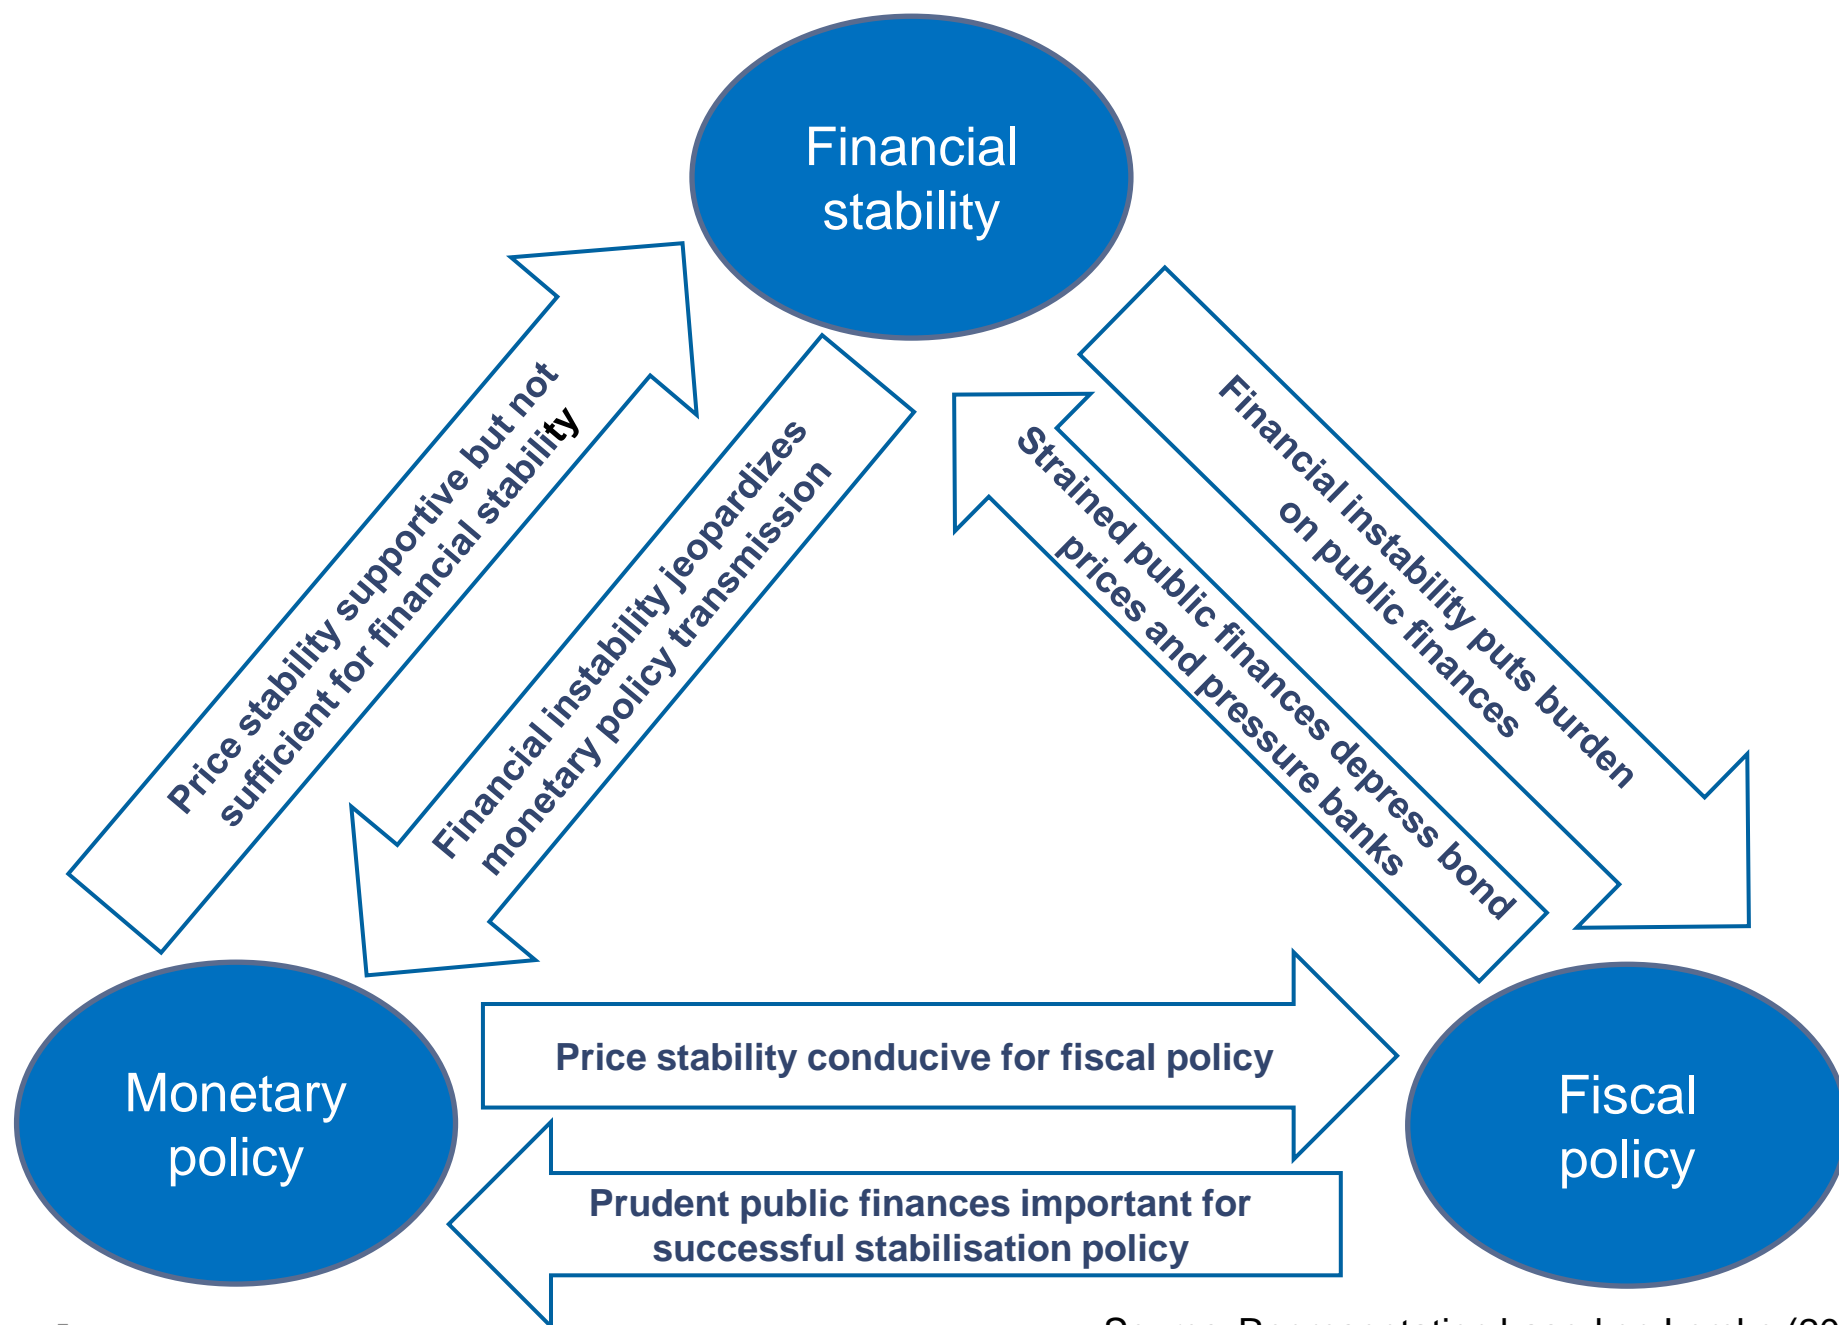 Financial
stability
Price stability supportive but not
sufficient for financial stability
Financial instability jeopardizes
monetary policy transmission
Strained public finances depress bond
prices and pressure banks
Financial instability puts burden
on public finances
Monetary
policy
Price stability conducive for fiscal policy
Prudent public finances important for
successful stabilisation policy
Fiscal
policy